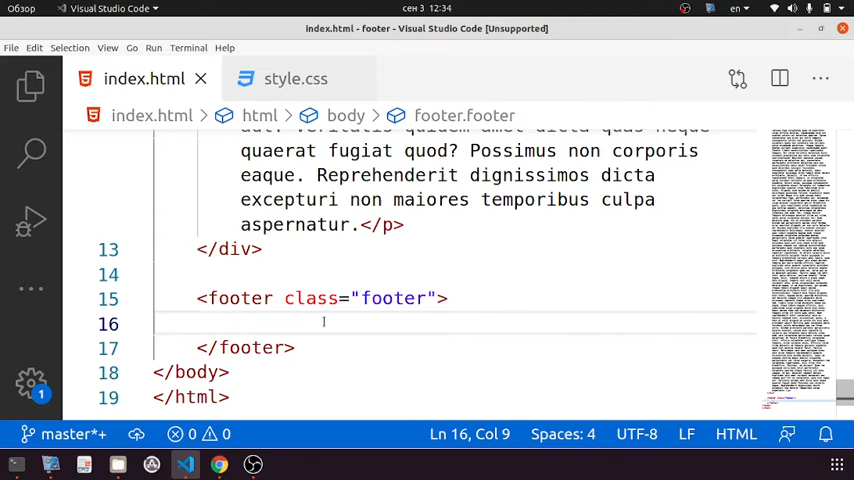 Обзор Visual Studio Code сен 3 12:34 en
index.html - footer - Visual Studio Code [Unsupported]
File Edit Selection View Go Run Terminal Help
index.html style.css
index.html html body footer.footer
quaerat fugiat quod? Possimus non corporis
eaque. Reprehenderit dignissimos dicta
excepturi non maiores temporibus culpa
aspernatur.</p>
13 </div>
14
15 <footer class="footer">
16
17 </footer>
18 </body>
19 </html>
1
master*+ 0 0 Ln 16, Col 9 Spaces: 4 UTF-8 LF HTML